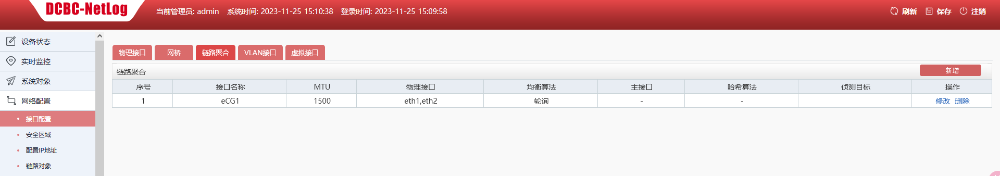 DCBC-NetLog
当前管理员: admin 系统时间: 2023-11-25 15:10:38 登录时间: 2023-11-25 15:09:58
刷新 保存 注销
设备状态
实时监控
系统对象
网络配置
接口配置
安全区域
配置IP地址
链路对象
物理接口 网桥 链路聚合 VLAN接口 虚拟接口
链路聚合 新增
序号 接口名称 MTU 物理接口 均衡算法 主接口 哈希算法 侦测目标 操作
1 eCG1 1500 eth1,eth2 轮询 - - 修改 删除